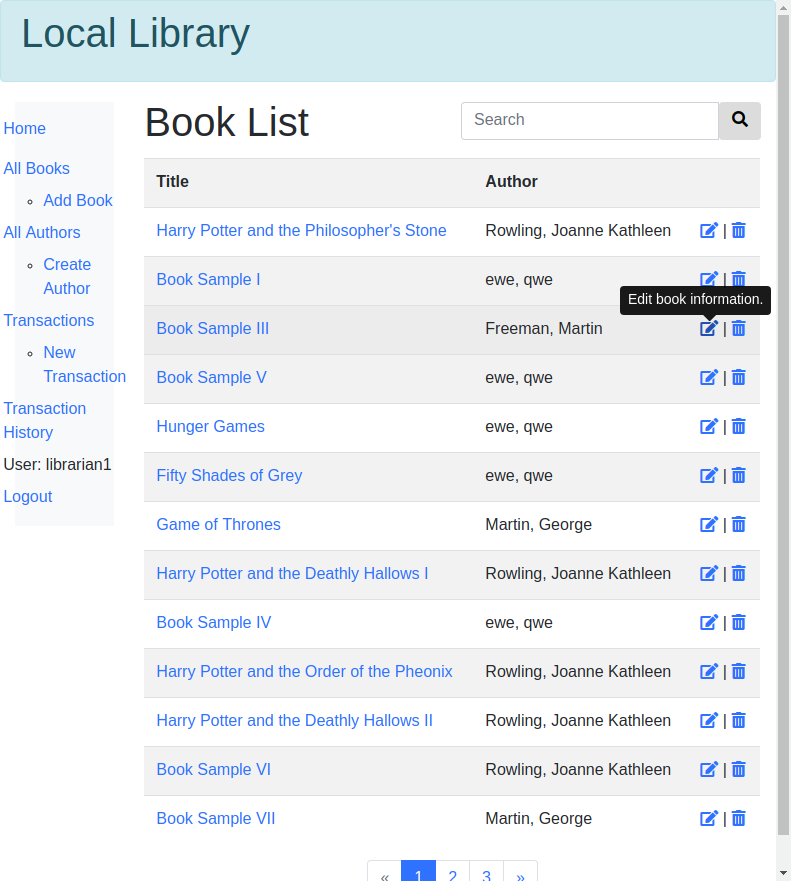 Local Library
Home
All Books
Add Book
All Authors
Create
Author
Transactions
New
Transaction
Transaction
History
User: librarian1
Logout
Book List
Search
Title Author
Harry Potter and the Philosopher's Stone Rowling, Joanne Kathleen |
Book Sample I ewe, qwe |
Edit book information.
Book Sample III Freeman, Martin |
Book Sample V ewe, qwe |
Hunger Games ewe, qwe |
Fifty Shades of Grey ewe, qwe |
Game of Thrones Martin, George |
Harry Potter and the Deathly Hallows I Rowling, Joanne Kathleen |
Book Sample IV ewe, qwe |
Harry Potter and the Order of the Pheonix Rowling, Joanne Kathleen |
Harry Potter and the Deathly Hallows II Rowling, Joanne Kathleen |
Book Sample VI Rowling, Joanne Kathleen |
Book Sample VII Martin, George |
« 1 2 3 »